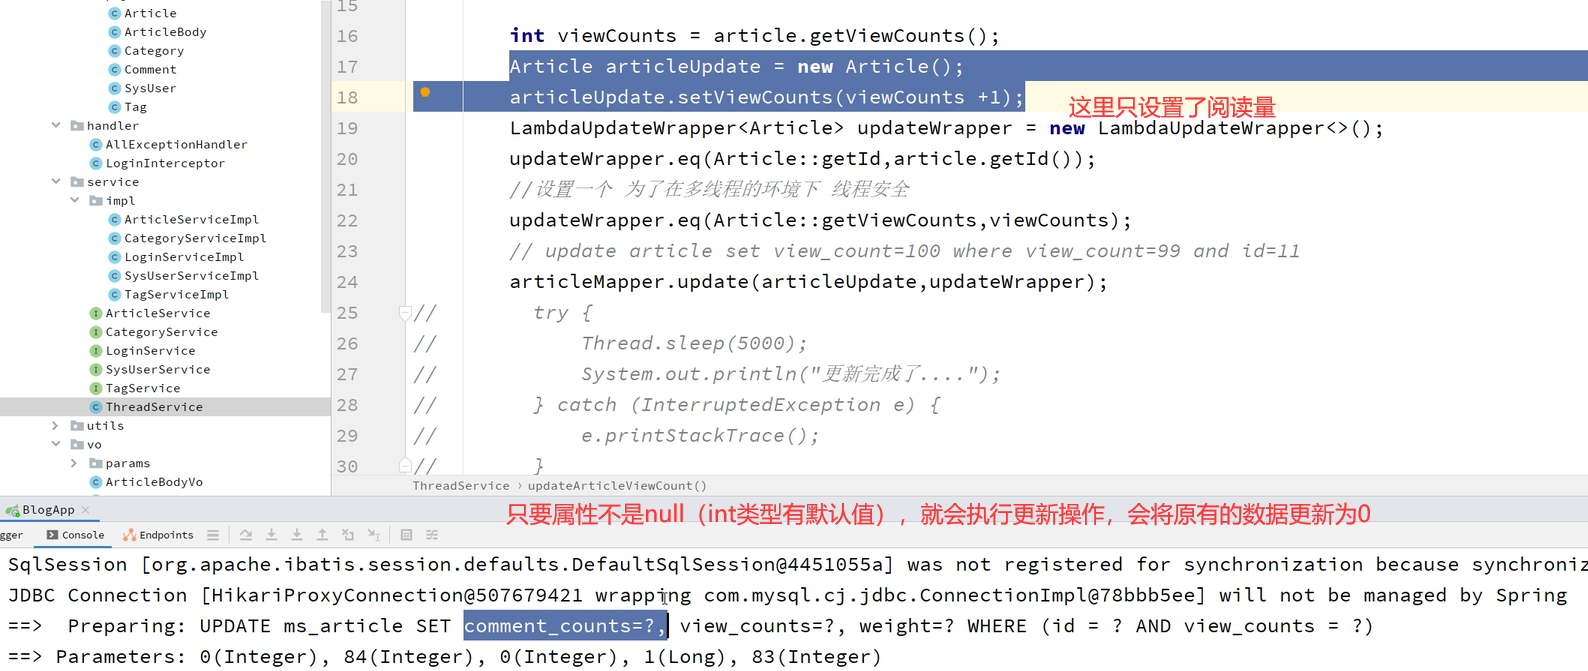 Article
ArticleBody
Category
Comment
SysUser
Tag
handler
AllExceptionHandler
LoginInterceptor
service
impl
ArticleServiceImpl
CategoryServiceImpl
LoginServiceImpl
SysUserServiceImpl
TagServiceImpl
ArticleService
CategoryService
LoginService
SysUserService
TagService
ThreadService
utils
vo
params
ArticleBodyVo
15
16 int viewCounts = article.getViewCounts();
17 Article articleUpdate = new Article();
18 articleUpdate.setViewCounts(viewCounts +1);
这里只设置了阅读量
19 LambdaUpdateWrapper<Article> updateWrapper = new LambdaUpdateWrapper<>();
20 updateWrapper.eq(Article::getId,article.getId());
21 //设置一个 为了在多线程的环境下 线程安全
22 updateWrapper.eq(Article::getViewCounts,viewCounts);
23 // update article set view_count=100 where view_count=99 and id=11
24 articleMapper.update(articleUpdate,updateWrapper);
25 // try {
26 // Thread.sleep(5000);
27 // System.out.println("更新完成了....");
28 // } catch (InterruptedException e) {
29 // e.printStackTrace();
30 // }
ThreadService › updateArticleViewCount()
只要属性不是null（int类型有默认值），就会执行更新操作，会将原有的数据更新为0
BlogApp ×
gger Console Endpoints
SqlSession [org.apache.ibatis.session.defaults.DefaultSqlSession@4451055a] was not registered for synchronization because synchroniz
JDBC Connection [HikariProxyConnection@507679421 wrapping com.mysql.cj.jdbc.ConnectionImpl@78bbb5ee] will not be managed by Spring
==> Preparing: UPDATE ms_article SET comment_counts=?, view_counts=?, weight=? WHERE (id = ? AND view_counts = ?)
==> Parameters: 0(Integer), 84(Integer), 0(Integer), 1(Long), 83(Integer)